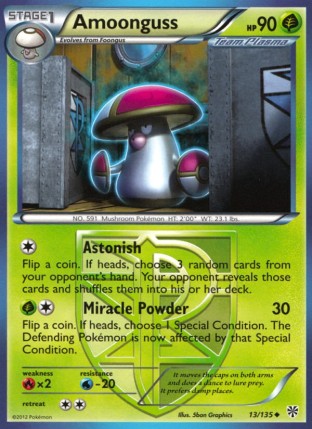 STAGE1
Amoonguss
HP90
Evolves from Foongus
Team Plasma
NO. 591 Mushroom Pokémon HT: 2'00" WT: 23.1 lbs.
Astonish
Flip a coin. If heads, choose 3 random cards from
your opponent's hand. Your opponent reveals those
cards and shuffles them into his or her deck.
Miracle Powder 30
Flip a coin. If heads, choose 1 Special Condition. The
Defending Pokémon is now affected by that Special
Condition.
weakness
×2
resistance
-20
retreat
It moves the caps on both arms
and does a dance to lure prey.
It prefers damp places.
©2012 Pokémon
Illus. 5ban Graphics
13/135